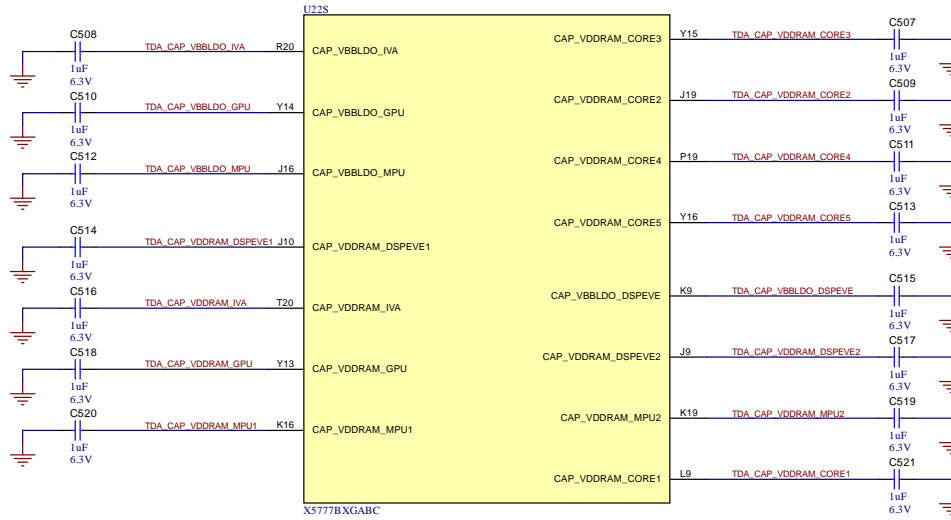 U22S
C508
TDA_CAP_VBBLDO_IVA R20 CAP_VBBLDO_IVA
1uF
6.3V
C510
TDA_CAP_VBBLDO_GPU Y14 CAP_VBBLDO_GPU
1uF
6.3V
C512
TDA_CAP_VBBLDO_MPU J16 CAP_VBBLDO_MPU
1uF
6.3V
C514
TDA_CAP_VDDRAM_DSPEVE1 J10 CAP_VDDRAM_DSPEVE1
1uF
6.3V
C516
TDA_CAP_VDDRAM_IVA T20 CAP_VDDRAM_IVA
1uF
6.3V
C518
TDA_CAP_VDDRAM_GPU Y13 CAP_VDDRAM_GPU
1uF
6.3V
C520
TDA_CAP_VDDRAM_MPU1 K16 CAP_VDDRAM_MPU1
1uF
6.3V
C507
CAP_VDDRAM_CORE3 Y15 TDA_CAP_VDDRAM_CORE3
1uF
6.3V
C509
CAP_VDDRAM_CORE2 J19 TDA_CAP_VDDRAM_CORE2
1uF
6.3V
C511
CAP_VDDRAM_CORE4 P19 TDA_CAP_VDDRAM_CORE4
1uF
6.3V
C513
CAP_VDDRAM_CORE5 Y16 TDA_CAP_VDDRAM_CORE5
1uF
6.3V
C515
CAP_VBBLDO_DSPEVE K9 TDA_CAP_VBBLDO_DSPEVE
1uF
6.3V
C517
CAP_VDDRAM_DSPEVE2 J9 TDA_CAP_VDDRAM_DSPEVE2
1uF
6.3V
C519
CAP_VDDRAM_MPU2 K19 TDA_CAP_VDDRAM_MPU2
1uF
6.3V
C521
CAP_VDDRAM_CORE1 L9 TDA_CAP_VDDRAM_CORE1
1uF
6.3V
X5777BXGABC